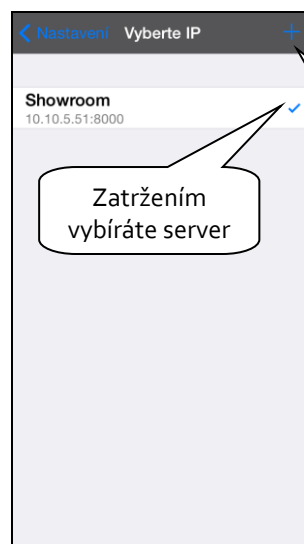 Nastavení Vyberte IP +
Showroom
10.10.5.51:8000
Zatržením
vybíráte server